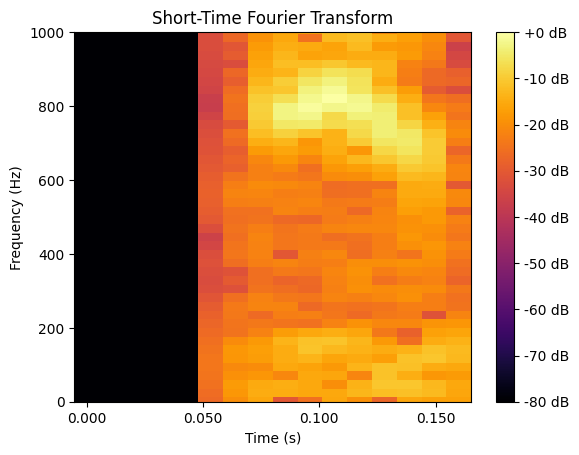 Short-Time Fourier Transform
1000
800
600
400
200
0
Frequency (Hz)
0.000
0.050
0.100
0.150
Time (s)
+0 dB
-10 dB
-20 dB
-30 dB
-40 dB
-50 dB
-60 dB
-70 dB
-80 dB